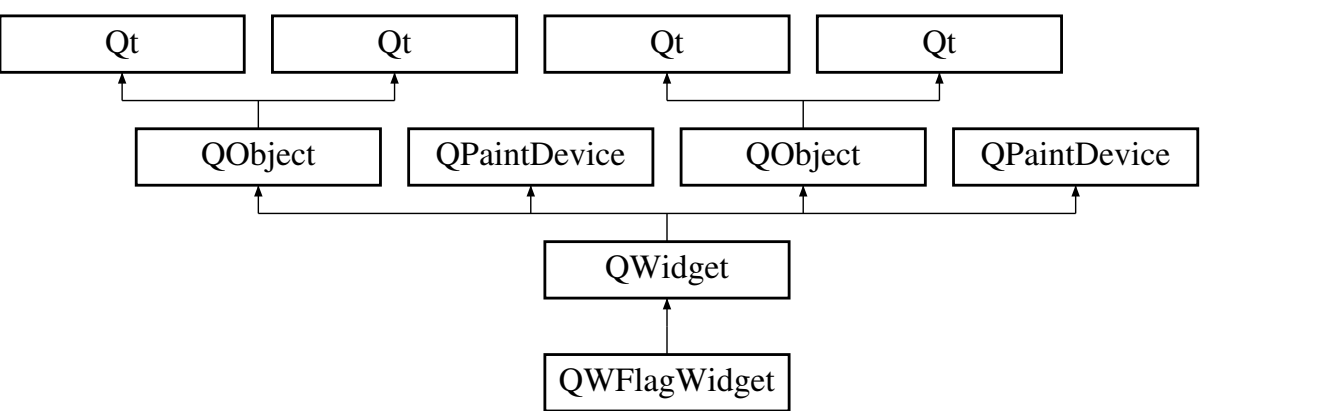 Qt
Qt
Qt
Qt
QObject
QPaintDevice
QObject
QPaintDevice
QWidget
QWFlagWidget